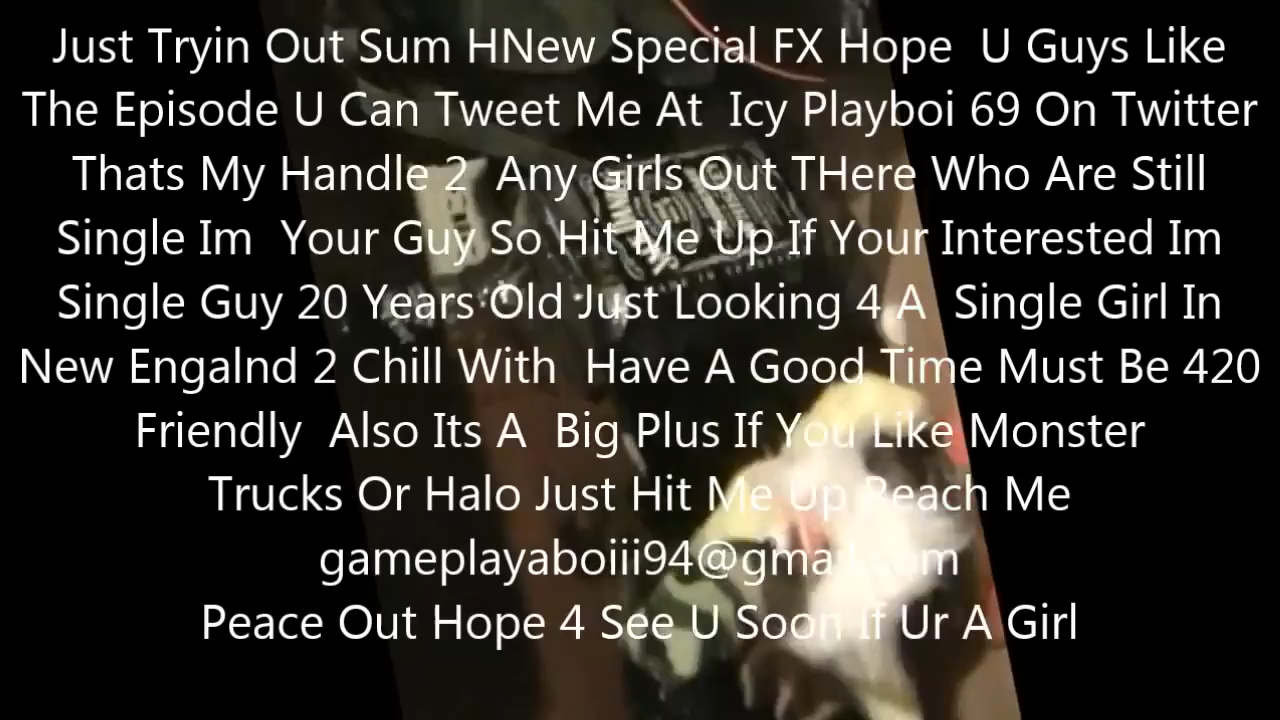 Just Tryin Out Sum HNew Special FX Hope  U Guys Like
The Episode U Can Tweet Me At  Icy Playboi 69 On Twitter
Thats My Handle 2  Any Girls Out THere Who Are Still
Single Im  Your Guy So Hit Me Up If Your Interested Im
Single Guy 20 Years Old Just Looking 4 A  Single Girl In
New Engalnd 2 Chill With  Have A Good Time Must Be 420
Friendly  Also Its A  Big Plus If You Like Monster
Trucks Or Halo Just Hit Me Up Reach Me
gameplayaboiii94@gmail.com
Peace Out Hope 4 See U Soon If Ur A Girl